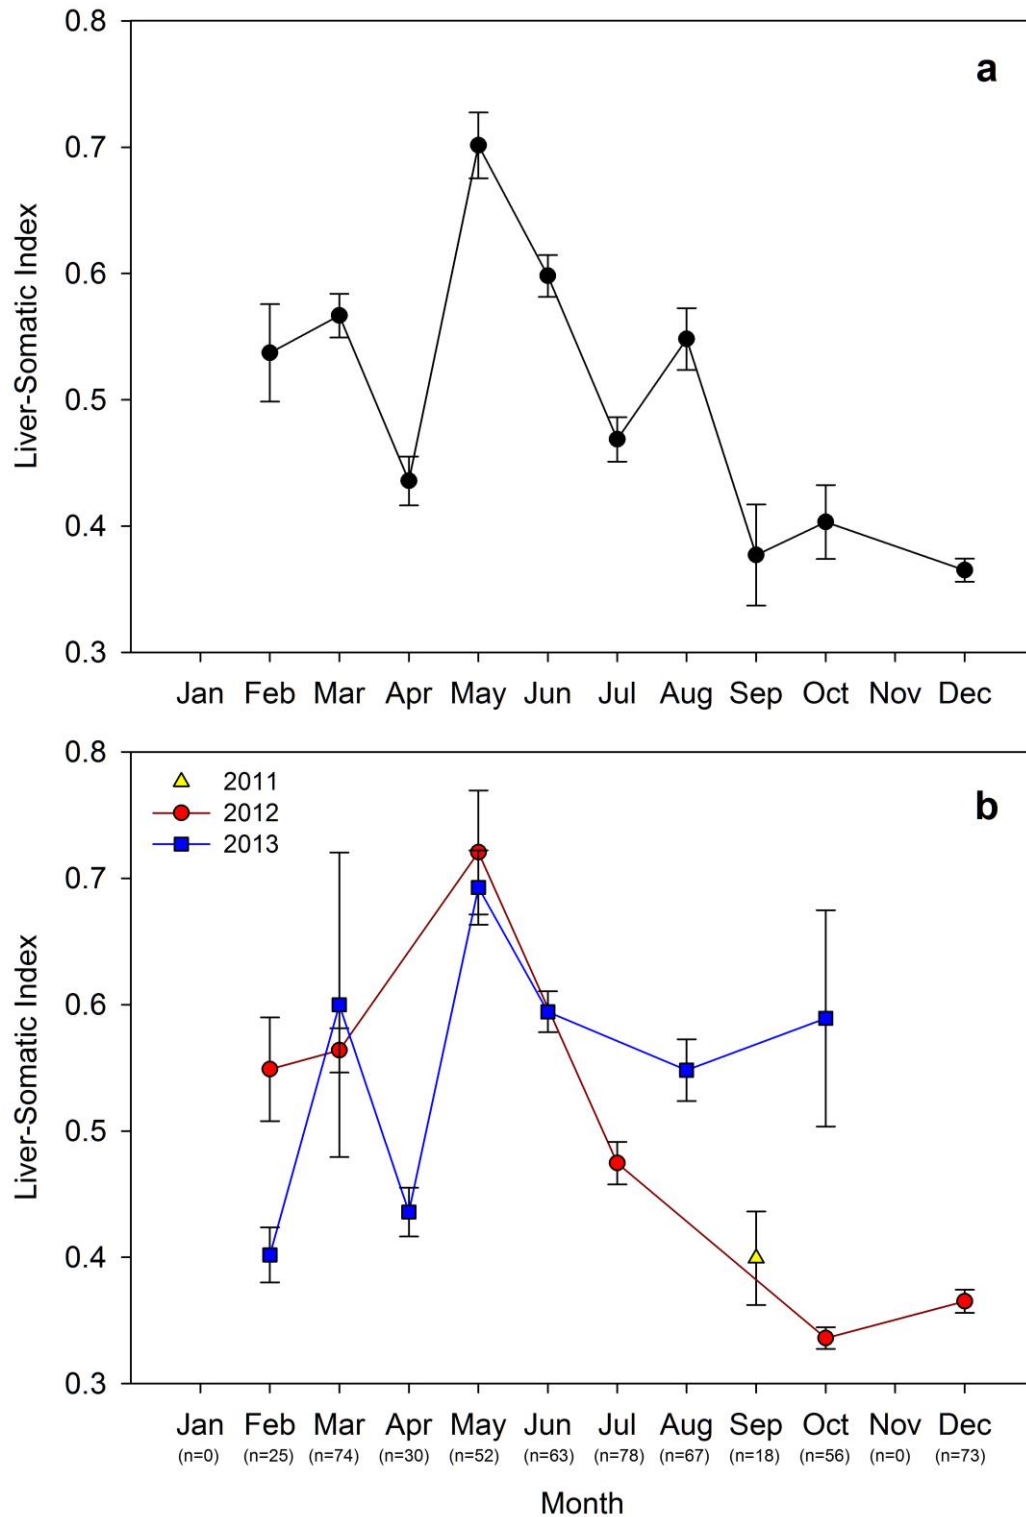 a
0.8
0.7
0.6
0.5
0.4
0.3
Liver-Somatic Index
Jan Feb Mar Apr May Jun Jul Aug Sep Oct Nov Dec
b
0.8
0.7
0.6
0.5
0.4
0.3
Liver-Somatic Index
2011
2012
2013
Jan Feb Mar Apr May Jun Jul Aug Sep Oct Nov Dec
(n=0) (n=25) (n=74) (n=30) (n=52) (n=63) (n=78) (n=67) (n=18) (n=56) (n=0) (n=73)
Month